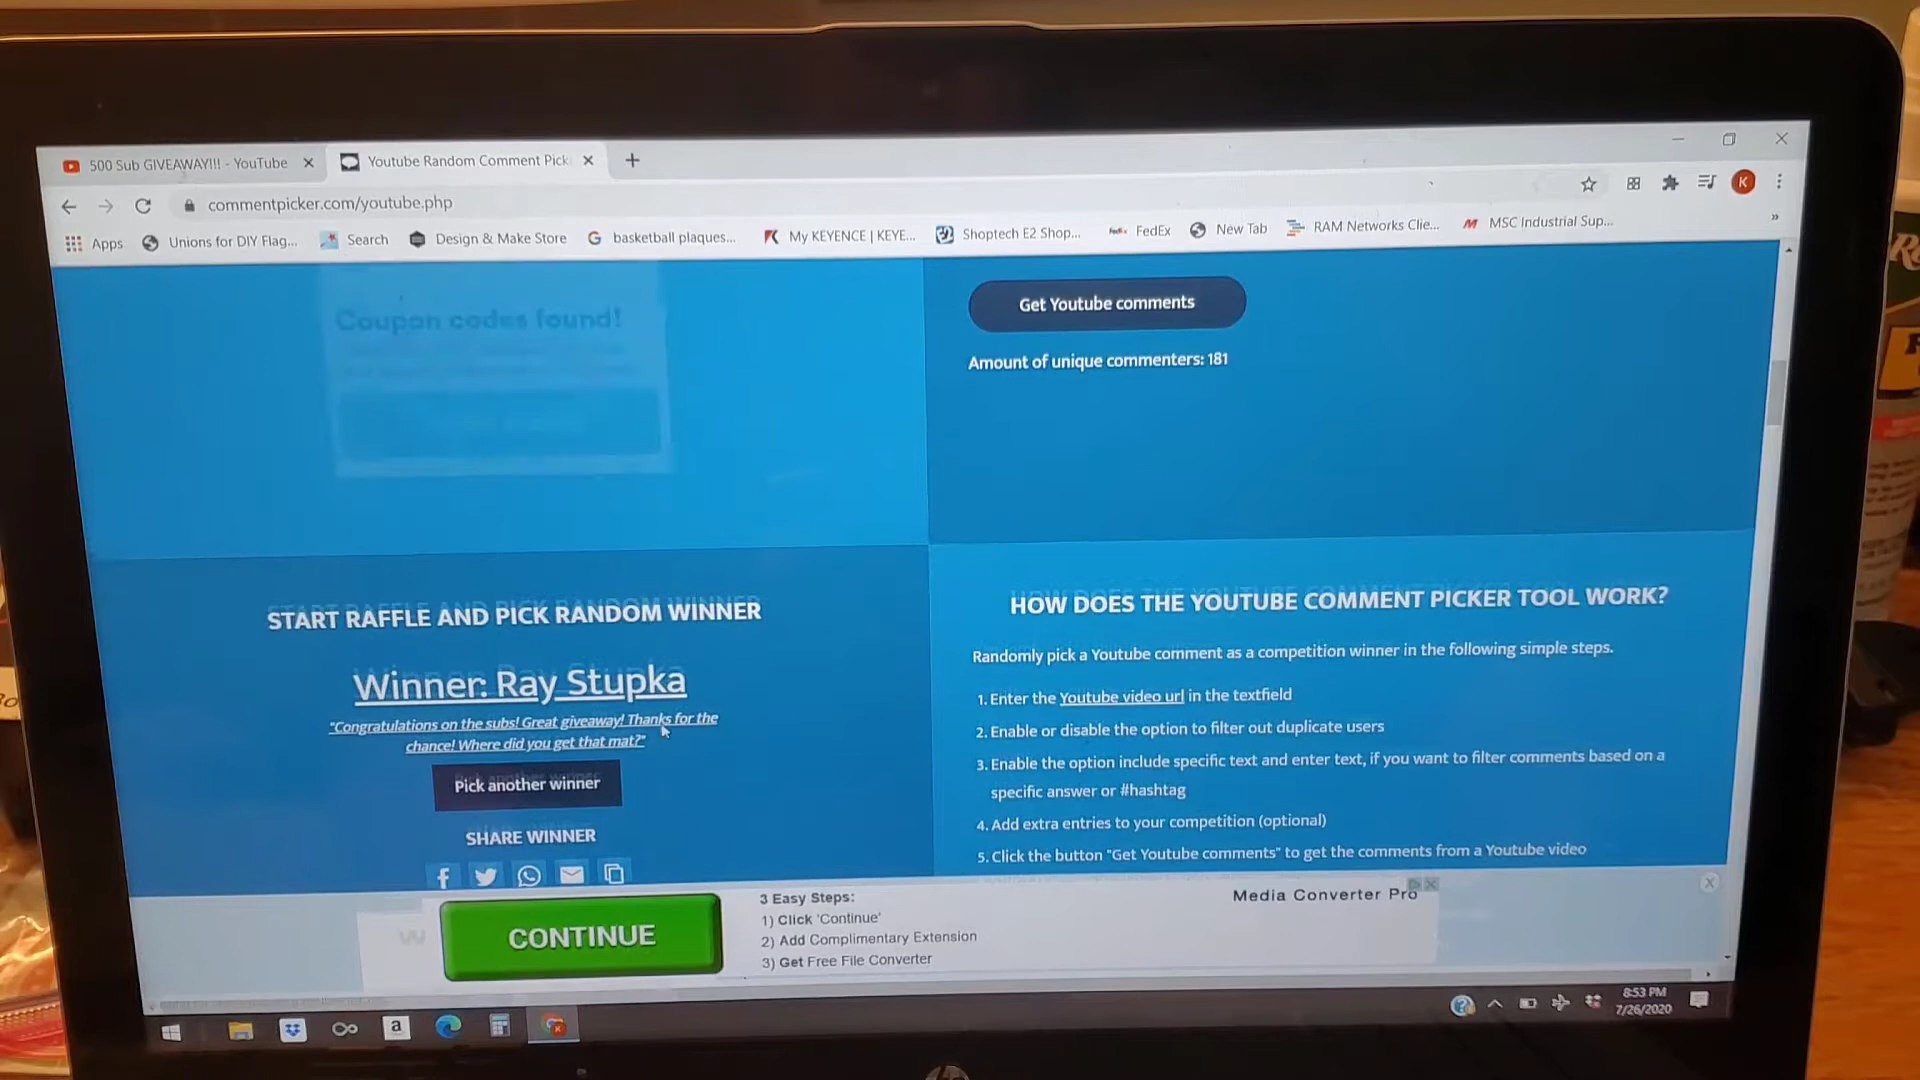 500 Sub GIVEAWAY!!! - YouTube
Youtube Random Comment Pick
commentpicker.com/youtube.php
K
Apps
Unions for DIY Flag...
Search
Design & Make Store
basketball plaques...
My KEYENCE | KEYE...
Shoptech E2 Shop...
FedEx
New Tab
RAM Networks Clie...
MSC Industrial Sup...
Coupon codes found!
Get Youtube comments
Amount of unique commenters: 181
START RAFFLE AND PICK RANDOM WINNER
Winner: Ray Stupka
"Congratulations on the subs! Great giveaway! Thanks for the
chance! Where did you get that mat?"
Pick another winner
SHARE WINNER
HOW DOES THE YOUTUBE COMMENT PICKER TOOL WORK?
Randomly pick a Youtube comment as a competition winner in the following simple steps.
1. Enter the Youtube video url in the textfield
2. Enable or disable the option to filter out duplicate users
3. Enable the option include specific text and enter text, if you want to filter comments based on a
specific answer or #hashtag
4. Add extra entries to your competition (optional)
5. Click the button "Get Youtube comments" to get the comments from a Youtube video
CONTINUE
3 Easy Steps:
1) Click 'Continue'
2) Add Complimentary Extension
3) Get Free File Converter
Media Converter Pro
8:53 PM
7/26/2020